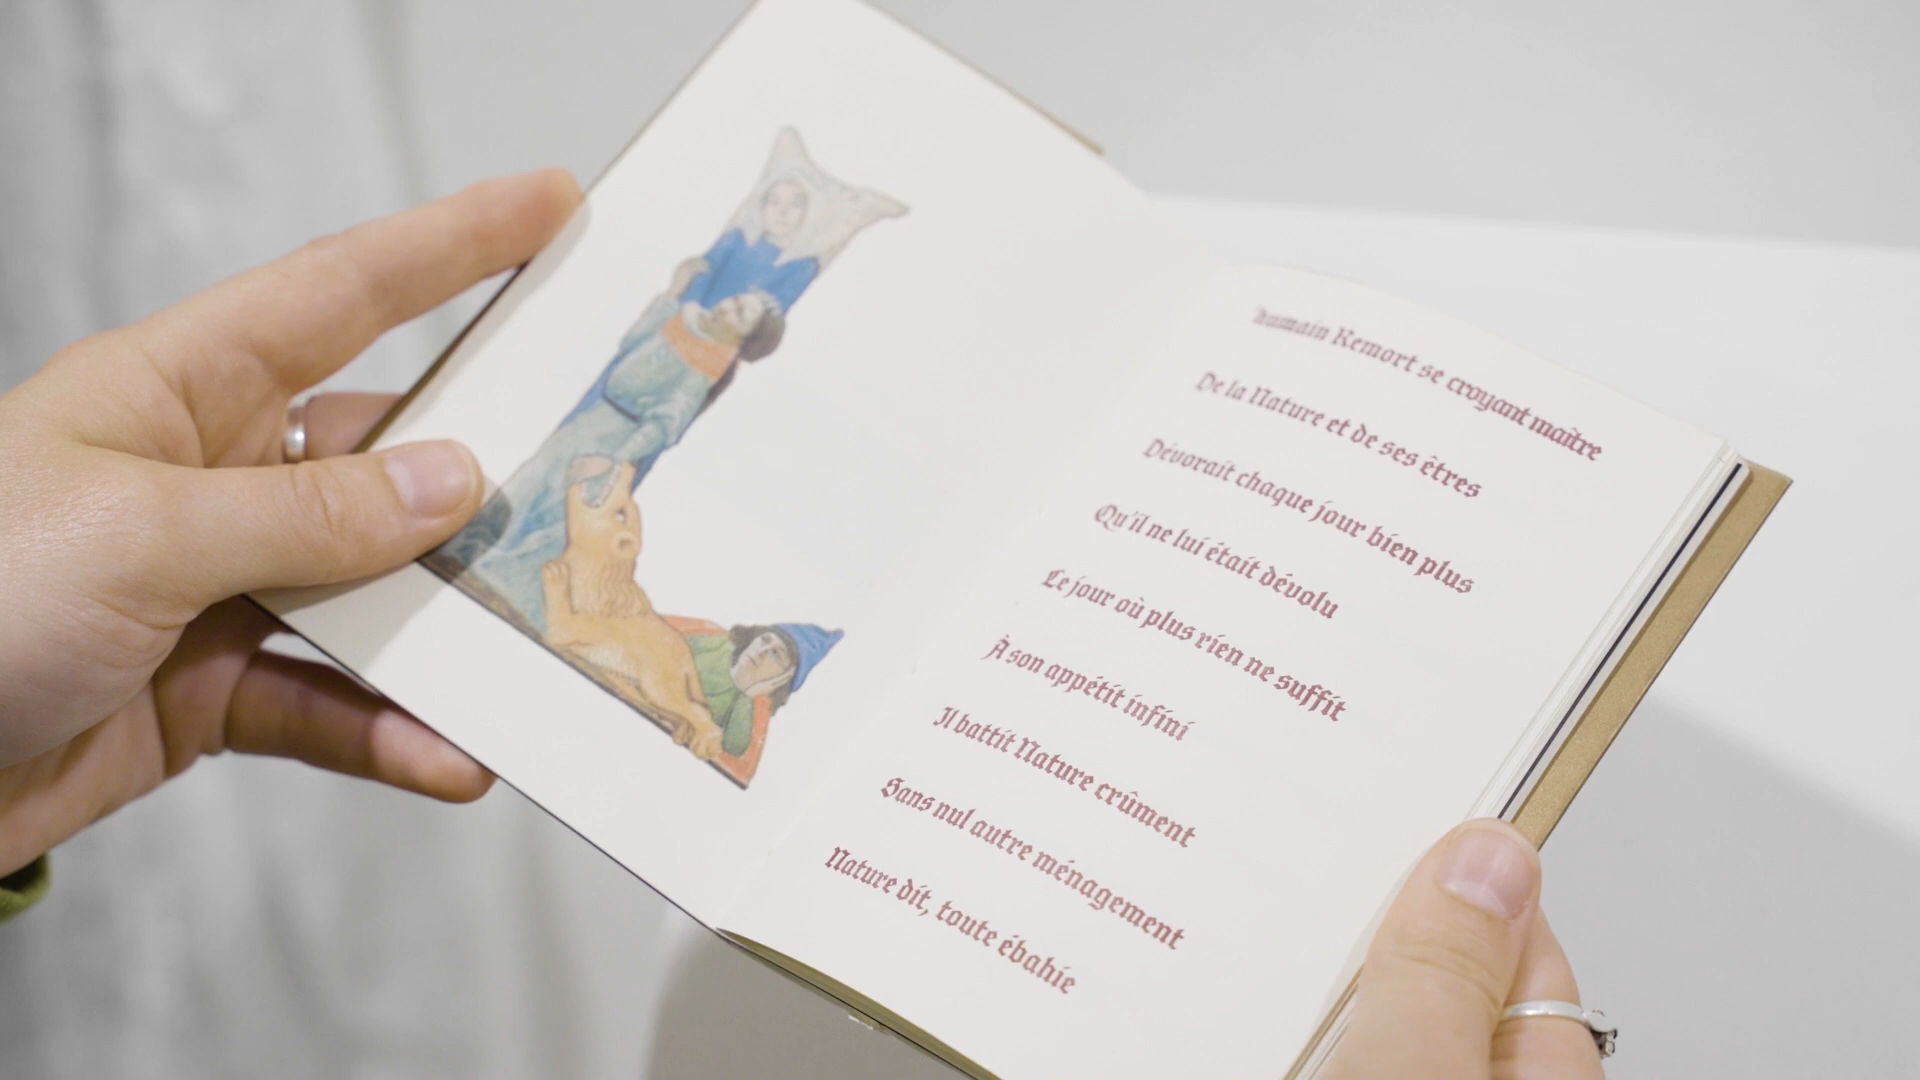 L
humain Remort se croyant maître
De la Nature et de ses êtres
Dévorait chaque jour bien plus
Qu'il ne lui était dévolu
Le jour où plus rien ne suffit
À son appétit infini
Il battit Nature crûment
Sans nul autre ménagement
Nature dit, toute ébahie